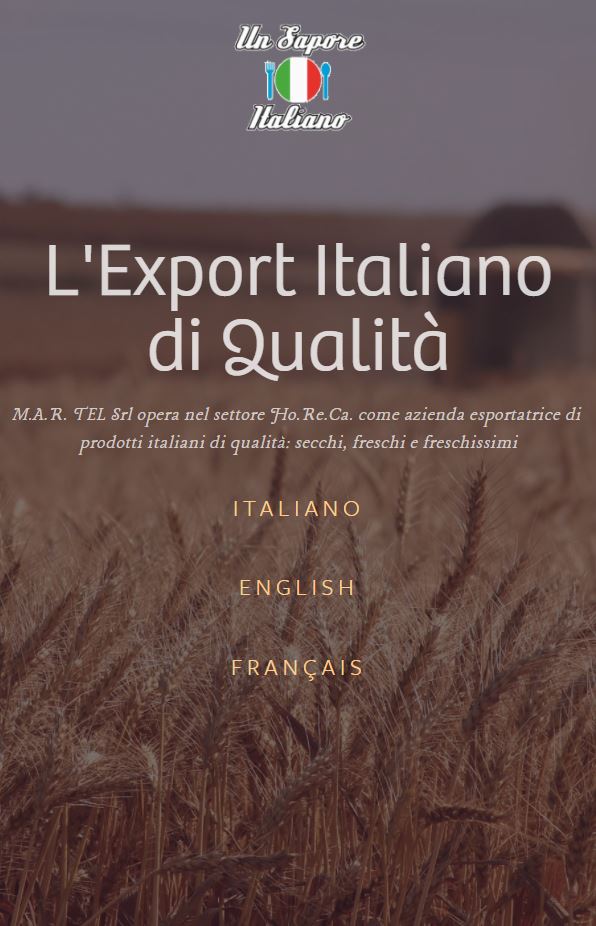 Un Sapore
Italiano
L'Export Italiano
di Qualità
M.A.R. TEL Srl opera nel settore Ho.Re.Ca. come azienda esportatrice di
prodotti italiani di qualità: secchi, freschi e freschissimi
ITALIANO
ENGLISH
FRANÇAIS